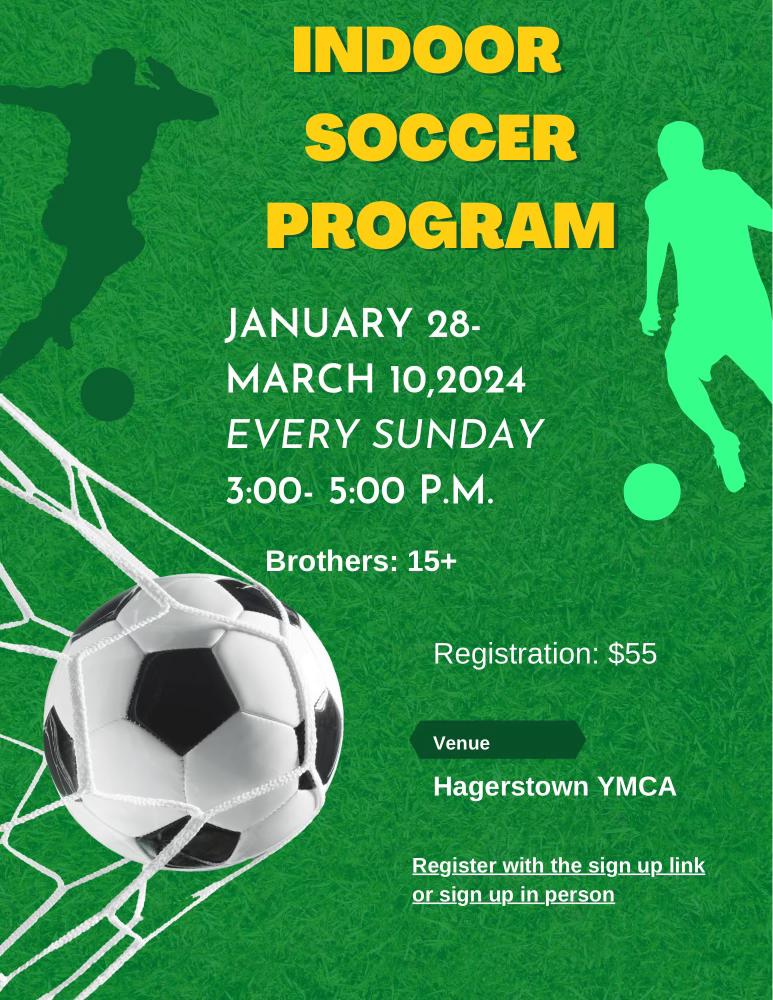 INDOOR
SOCCER
PROGRAM
JANUARY 28-
MARCH 10,2024
EVERY SUNDAY
3:00- 5:00 P.M.
Brothers: 15+
Registration: $55
Venue
Hagerstown YMCA
Register with the sign up link
or sign up in person